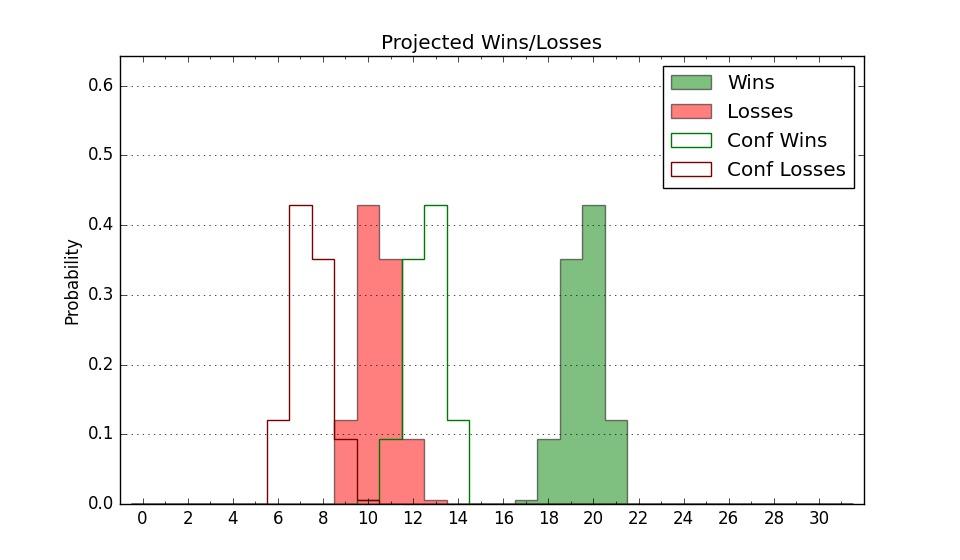 Projected Wins/Losses
Probability
0.6
0.5
0.4
0.3
0.2
0.1
0.0
0 2 4 6 8 10 12 14 16 18 20 22 24 26 28 30
Wins
Losses
Conf Wins
Conf Losses